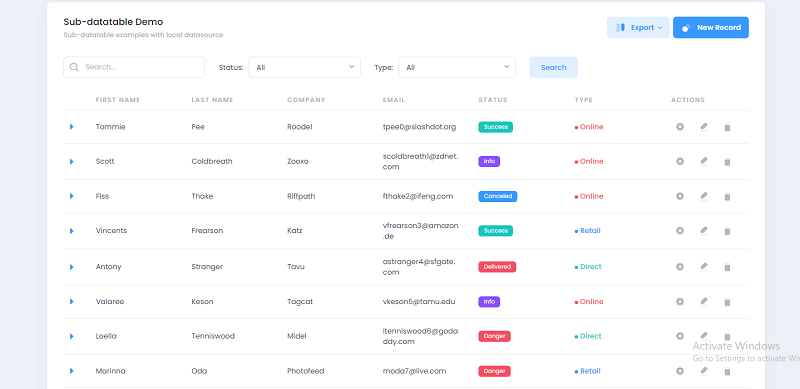 Sub-datatable Demo
Sub-datatable examples with local datasource
Export
New Record
Search...
Status:
All
Type:
All
Search
FIRST NAME LAST NAME COMPANY EMAIL STATUS TYPE ACTIONS
Tommie Pee Roodel tpee0@slashdot.org Success Online
Scott Coldbreath Zooxo scoldbreath1@zdnet. Info Online
com
Flss Thake Riffpath fthake2@ifeng.com Canceled Online
Vincents Frearson Katz vfrearson3@amazon Success Retail
.de
Antony Stranger Tavu astranger4@sfgate. Delivered Direct
com
Valaree Keson Tagcat vkeson5@tamu.edu Info Online
Loella Tenniswood Midel ltenniswood6@goda Danger Direct
ddy.com
Marinna Oda Photofeed moda7@live.com Danger Retail
Activate Windows
Go to Settings to activate Win